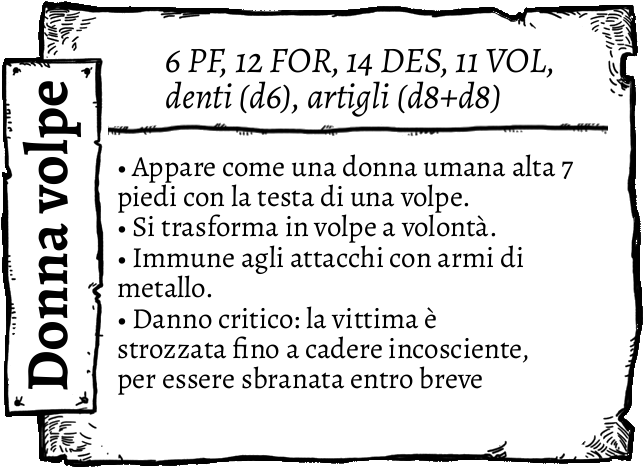 Donna volpe
6 PF, 12 FOR, 14 DES, 11 VOL,
denti (d6), artigli (d8+d8)
• Appare come una donna umana alta 7
piedi con la testa di una volpe.
• Si trasforma in volpe a volontà.
• Immune agli attacchi con armi di
metallo.
• Danno critico: la vittima è
strozzata fino a cadere incosciente,
per essere sbranata entro breve